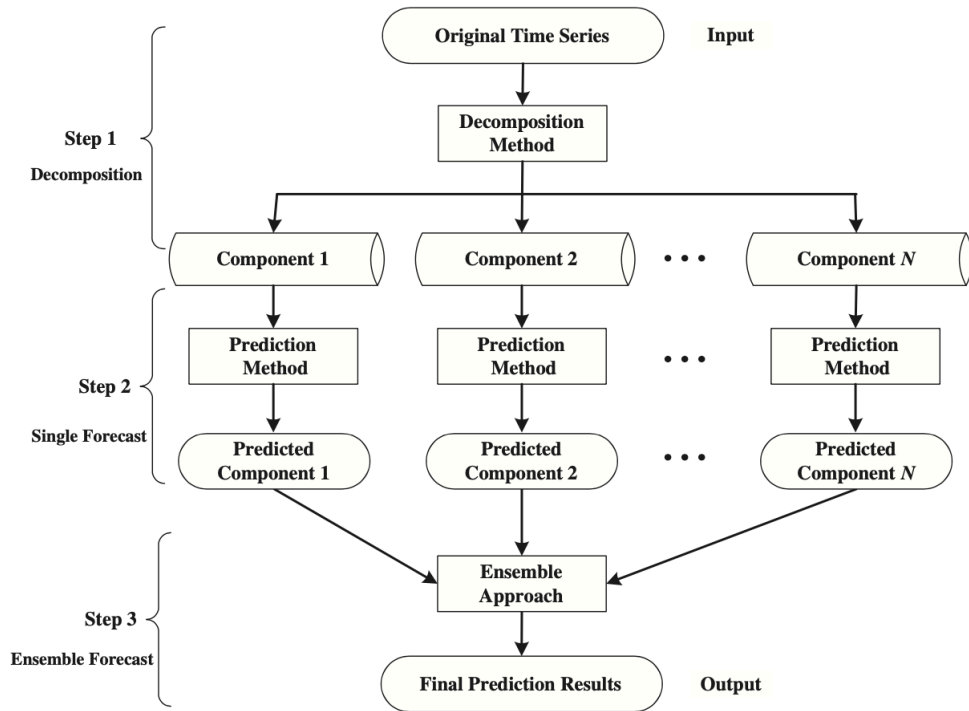 Original Time Series
Input
Decomposition
Method
Step 1
Decomposition
Component 1
Component 2
• • •
Component N
Prediction
Method
Prediction
Method
• • •
Prediction
Method
Step 2
Single Forecast
Predicted
Component 1
Predicted
Component 2
• • •
Predicted
Component N
Ensemble
Approach
Step 3
Ensemble Forecast
Final Prediction Results
Output